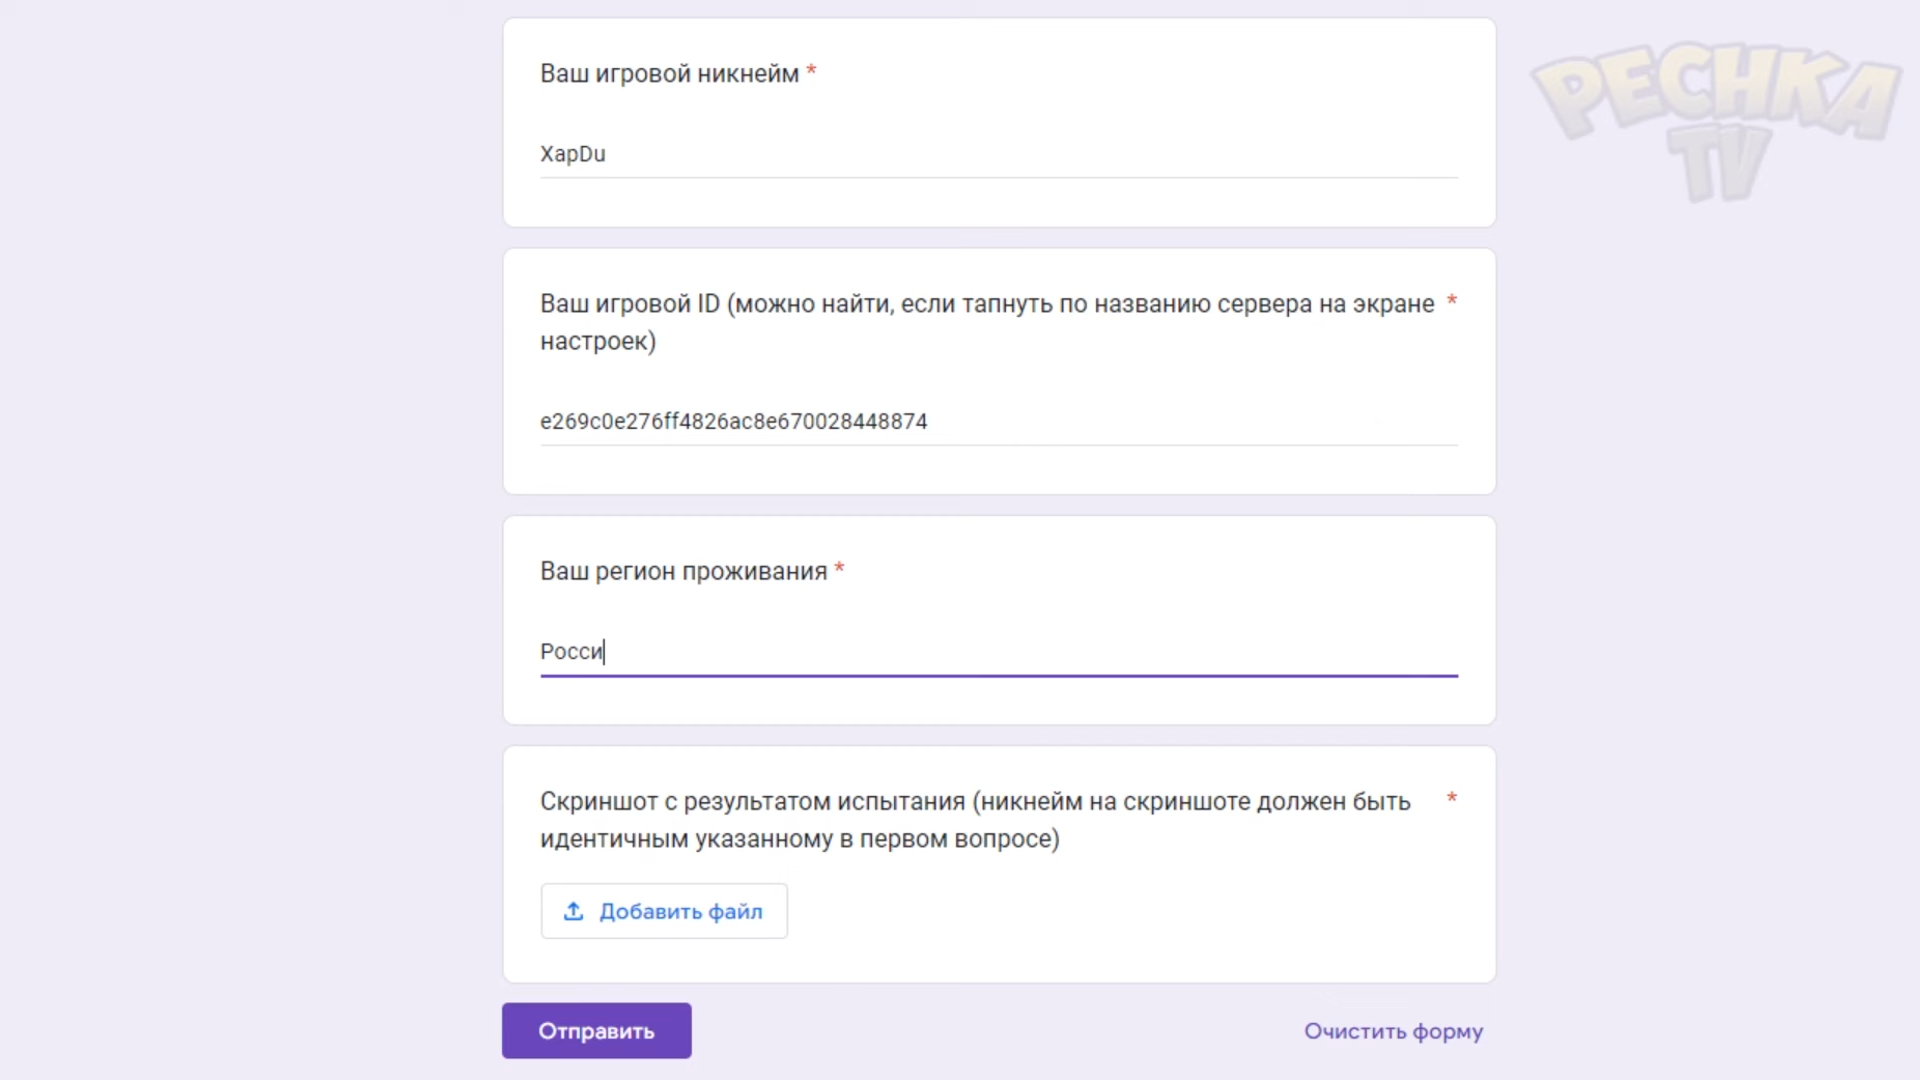 PECHKA
TV
Ваш игровой никнейм *
XapDu
Ваш игровой ID (можно найти, если тапнуть по названию сервера на экране *
настроек)
e269c0e276ff4826ac8e670028448874
Ваш регион проживания *
Росси
Скриншот с результатом испытания (никнейм на скриншоте должен быть *
идентичным указанному в первом вопросе)
Добавить файл
Отправить
Очистить форму